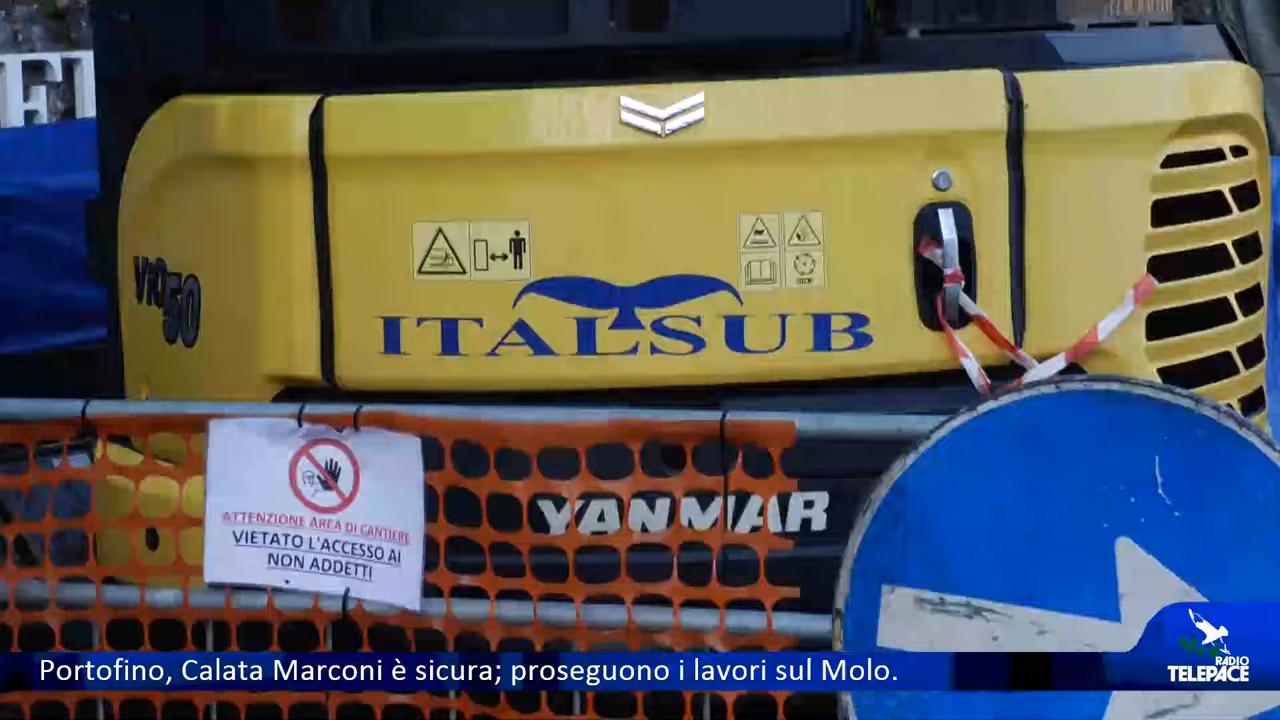 ViO50
STOP
ITALSUB
YANMAR
ATTENZIONE AREA DI CANTIERE
VIETATO L'ACCESSO AI
NON ADDETTI
Portofino, Calata Marconi è sicura; proseguono i lavori sul Molo.
RADIO
TELEPACE